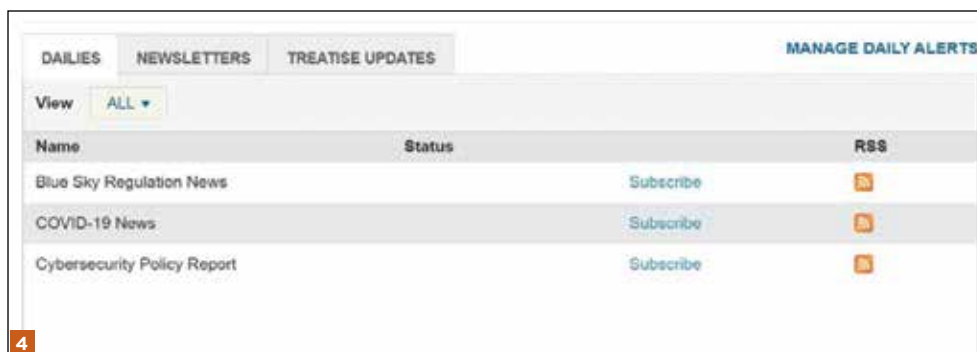 MANAGE DAILY ALERTS
DAILIES NEWSLETTERS TREATISE UPDATES
View ALL
Name Status RSS
Blue Sky Regulation News Subscribe
COVID-19 News Subscribe
Cybersecurity Policy Report Subscribe
4